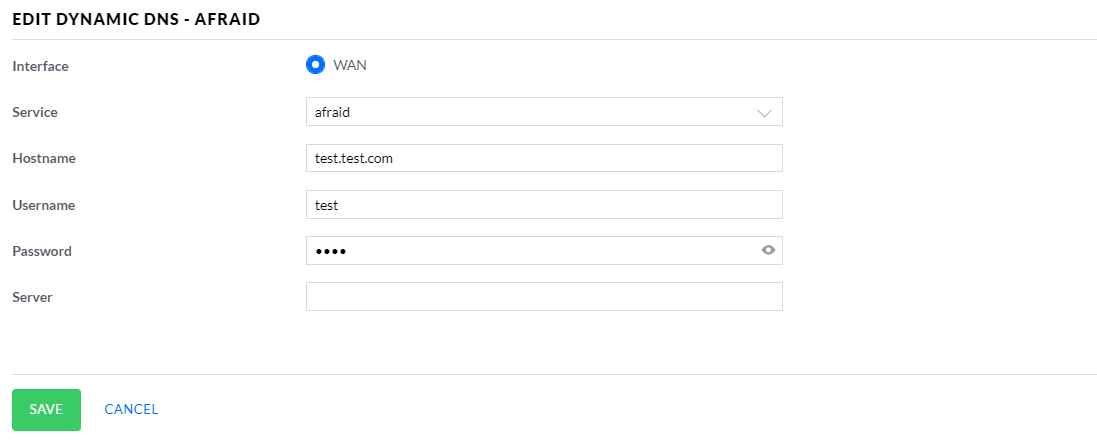 EDIT DYNAMIC DNS - AFRAID
Interface WAN
Service afraid
Hostname test.test.com
Username test
Password ••••
Server
SAVE CANCEL